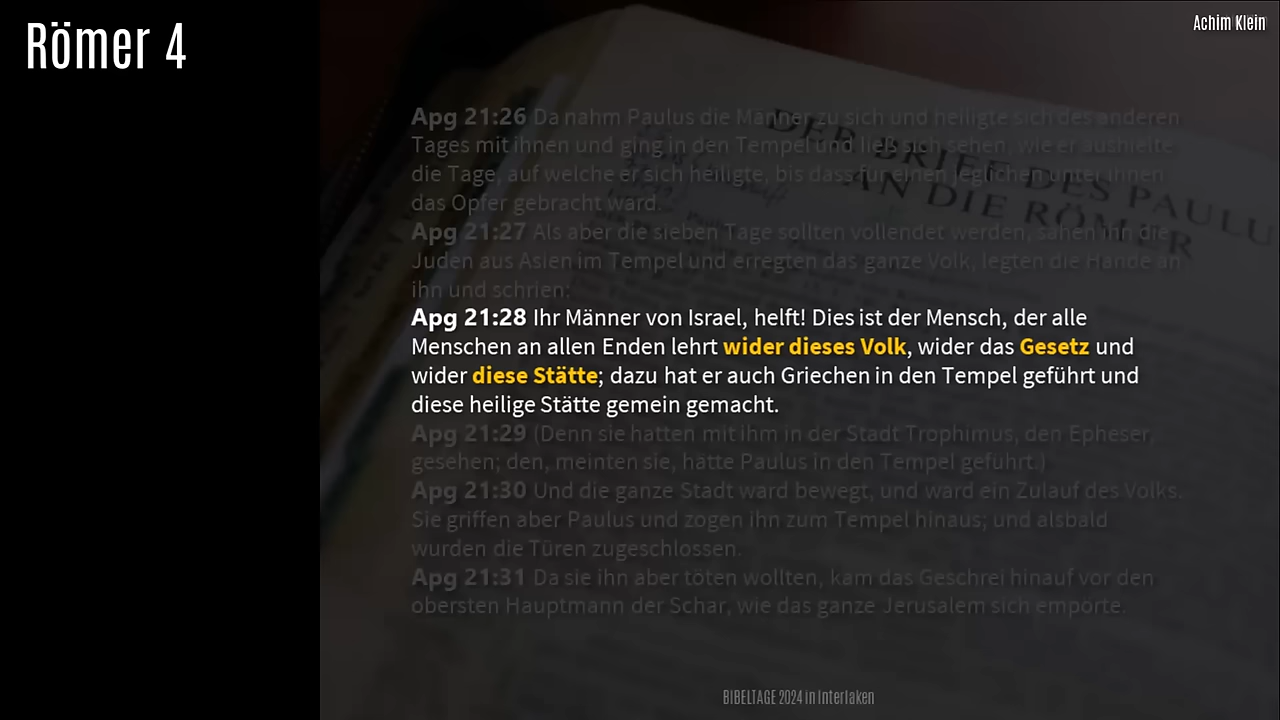 Römer 4
Achim Klein
Apg 21:26 Da nahm Paulus die Männer zu sich und heiligte sich des anderen
Tages mit ihnen und ging in den Tempel und ließ sich sehen, wie er aushielte
die Tage, auf welche er sich heiligte, bis dass für einen jeglichen unter ihnen
das Opfer gebracht ward.
Apg 21:27 Als aber die sieben Tage sollten vollendet werden, sahen ihn die
Juden aus Asien im Tempel und erregten das ganze Volk, legten die Hände an
ihn und schrien:
Apg 21:28 Ihr Männer von Israel, helft! Dies ist der Mensch, der alle
Menschen an allen Enden lehrt wider dieses Volk, wider das Gesetz und
wider diese Stätte; dazu hat er auch Griechen in den Tempel geführt und
diese heilige Stätte gemein gemacht.
Apg 21:29 (Denn sie hatten mit ihm in der Stadt Trophimus, den Epheser,
gesehen; den, meinten sie, hätte Paulus in den Tempel geführt.)
Apg 21:30 Und die ganze Stadt ward bewegt, und ward ein Zulauf des Volks.
Sie griffen aber Paulus und zogen ihn zum Tempel hinaus; und alsbald
wurden die Türen zugeschlossen.
Apg 21:31 Da sie ihn aber töten wollten, kam das Geschrei hinauf vor den
obersten Hauptmann der Schar, wie das ganze Jerusalem sich empörte.
DER BRIEF DES PAULU
AN DIE RÖMER
BIBELTAGE 2024 in Interlaken